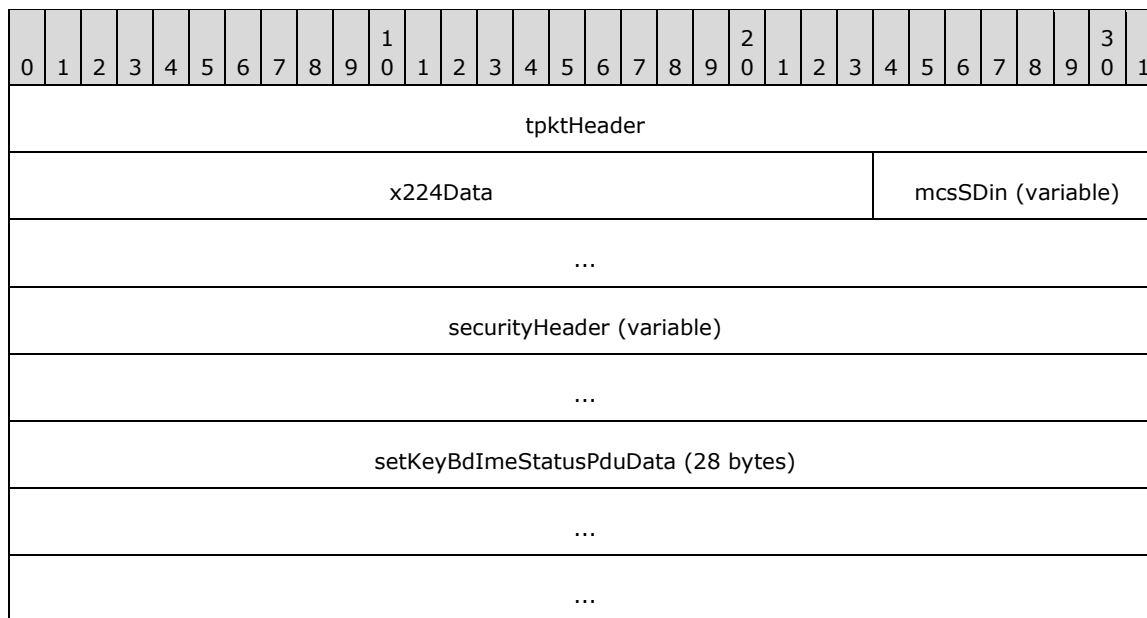 1 2 3
0 1 2 3 4 5 6 7 8 9 0 1 2 3 4 5 6 7 8 9 0 1 2 3 4 5 6 7 8 9 0 1
tpktHeader
x224Data mcsSDin (variable)
...
securityHeader (variable)
...
setKeyBdImeStatusPduData (28 bytes)
...
...